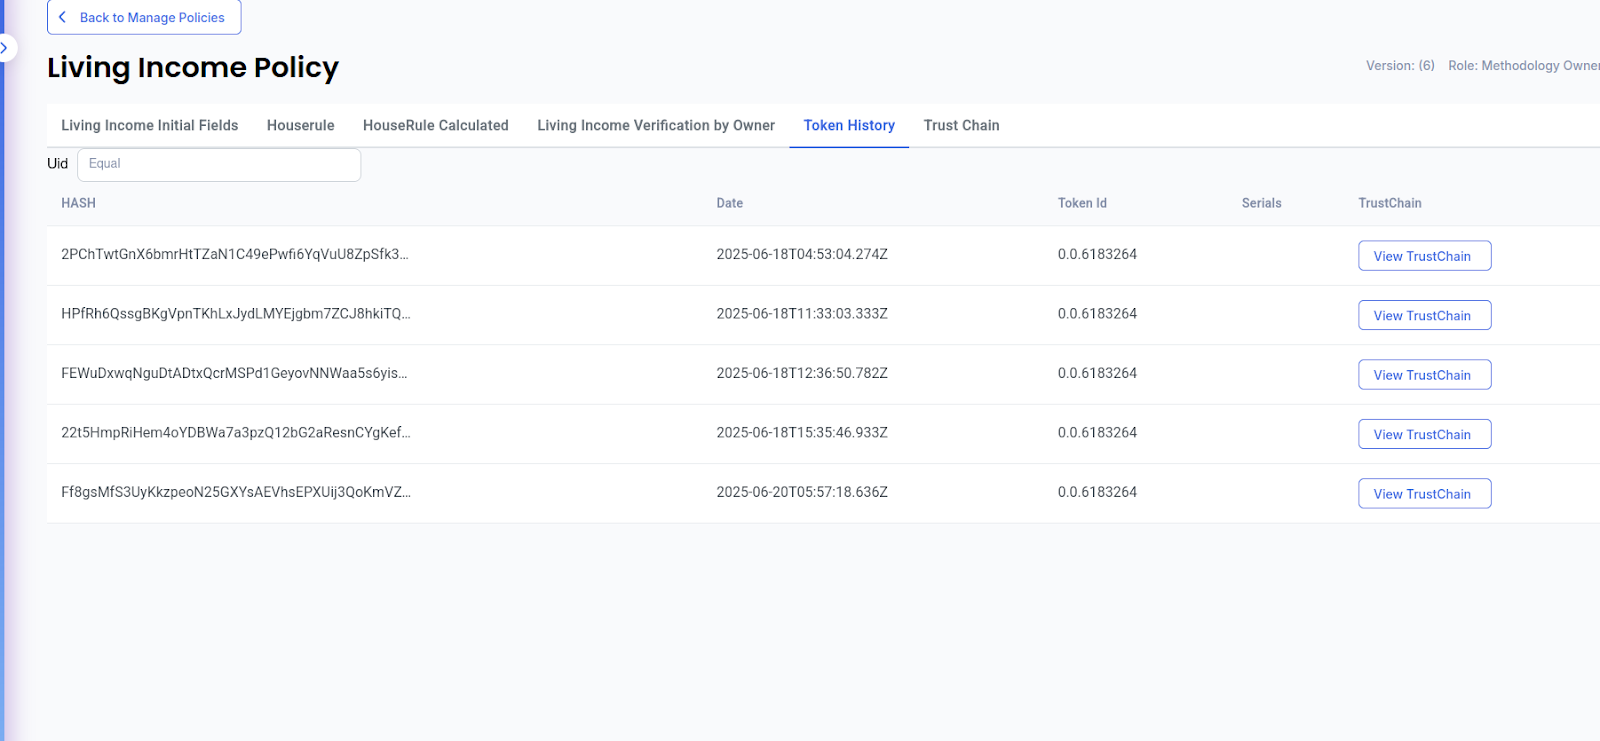 Back to Manage Policies
Living Income Policy
Version: (6) Role: Methodology Owner
Living Income Initial Fields Houserule HouseRule Calculated Living Income Verification by Owner Token History Trust Chain
Uid Equal
HASH Date Token Id Serials TrustChain
2PChTwtGnX6bmrHtTZaN1C49ePwfi6YqVuU8ZpSfk3... 2025-06-18T04:53:04.274Z 0.0.6183264 View TrustChain
HPfRh6QssgBKgVpnTKhLxJydLMYEjgbm7ZCJ8hkiTQ... 2025-06-18T11:33:03.333Z 0.0.6183264 View TrustChain
FEWuDxwqNguDtADtxQcrMSPd1GeyovNNWaa5s6yis... 2025-06-18T12:36:50.782Z 0.0.6183264 View TrustChain
22t5HmpRiHem4oYDBWa7a3pzQ12bG2aResnCYgKef... 2025-06-18T15:35:46.933Z 0.0.6183264 View TrustChain
Ff8gsMfS3UyKkzpeoN25GXYsAEVhsEPXUij3QoKmVZ... 2025-06-20T05:57:18.636Z 0.0.6183264 View TrustChain